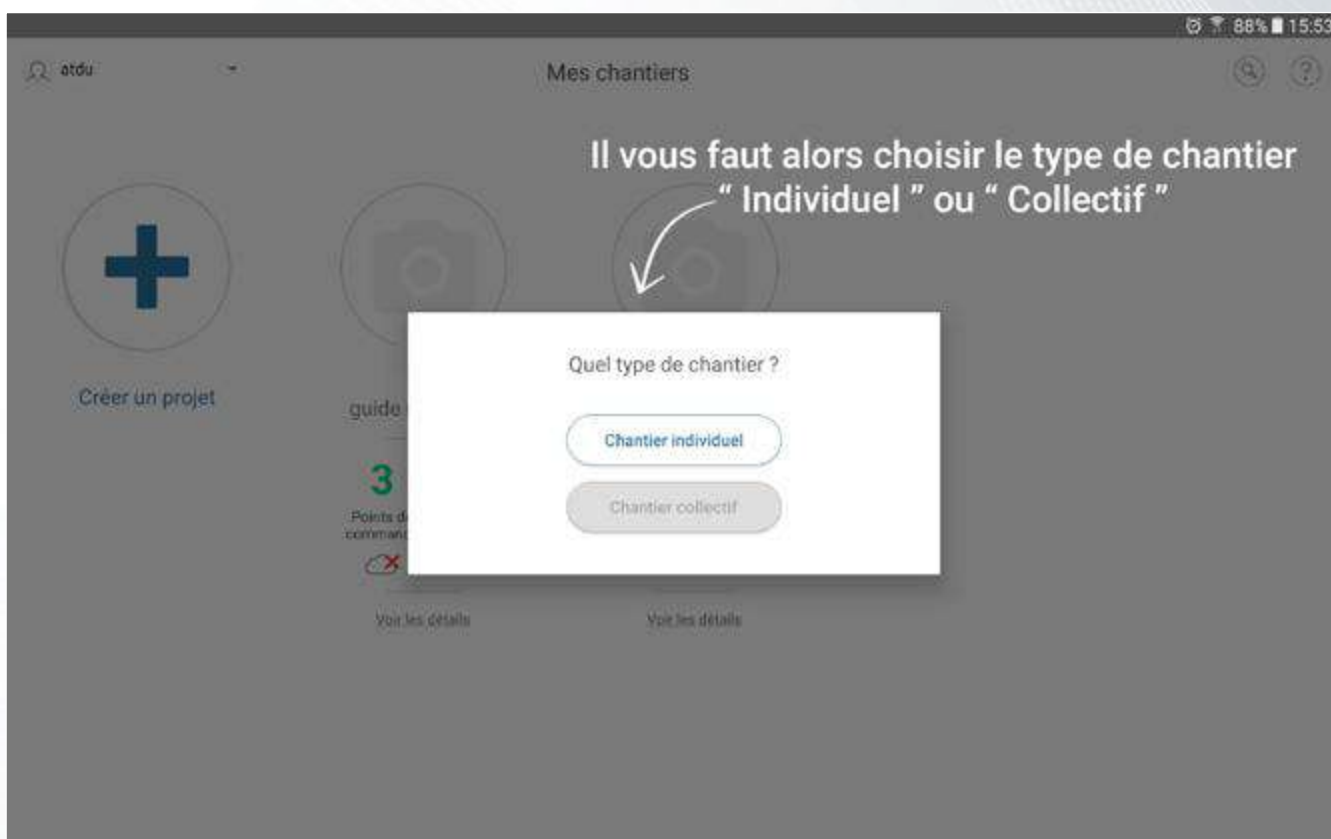 88% 15:53
atdu
Mes chantiers
Il vous faut alors choisir le type de chantier
“ Individuel ” ou “ Collectif ”
Créer un projet
guide
Quel type de chantier ?
Chantier individuel
Chantier collectif
3
Points d
command
Voir les détails
Voir les détails